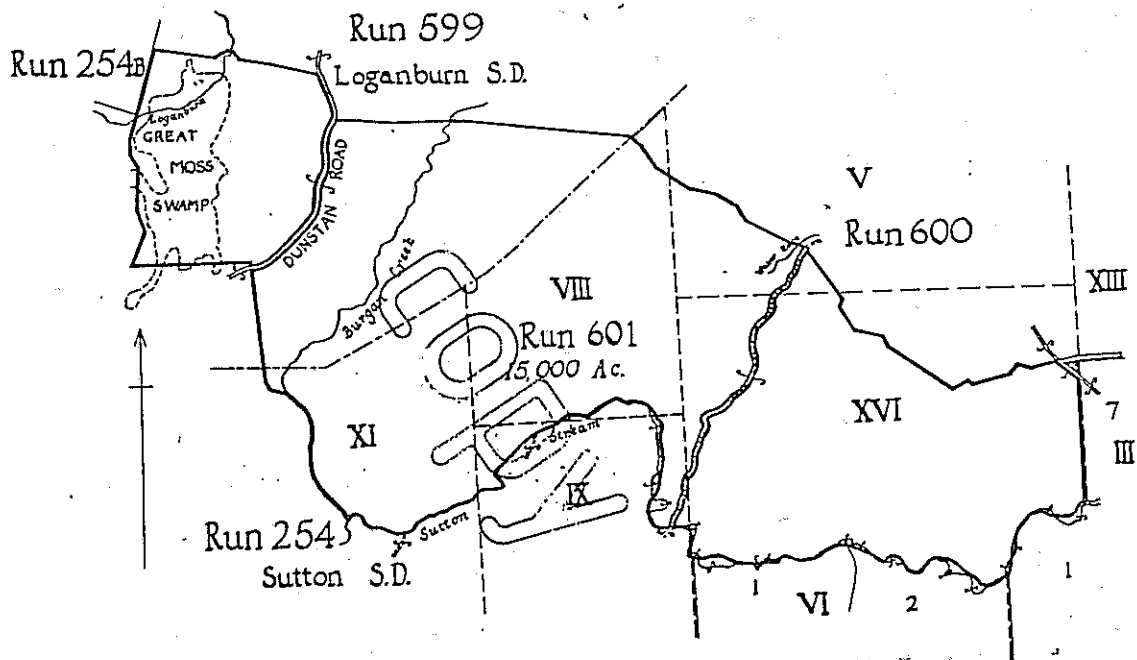 Run 599
Run 254B
Loganburn S.D.
Loganburn
GREAT
MOSS
SWAMP
DUNSTAN ROAD
V
Run 600
Burgan Creek
VIII
XIII
Run 601
15,000 Ac.
COPY
XVI
7
XI
III
IX
Sutton
Stream
Run 254
Sutton S.D.
1
VI
2
1